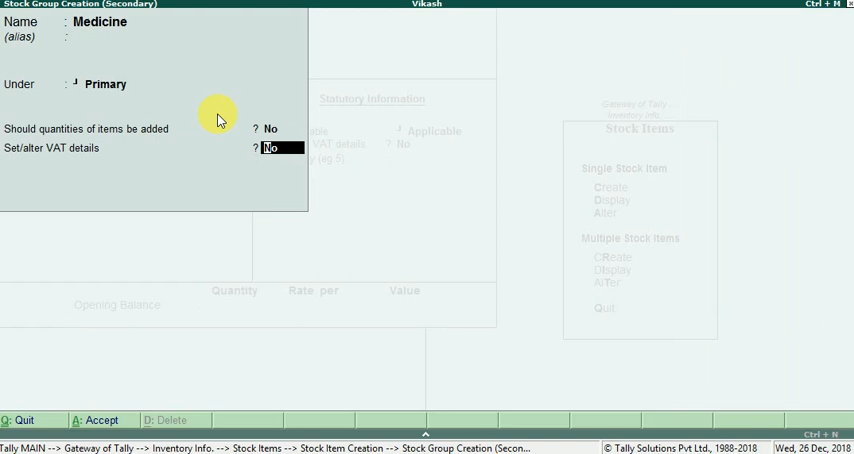 Stock Group Creation (Secondary) Vikash Ctrl + M
Name : Medicine
(alias) :
Under : ┘ Primary
Should quantities of items be added ? No
Set/alter VAT details ? No
Statutory Information
able ┘ Applicable
VAT details ? No
y (eg 5)...
Gateway of Tally ...
Inventory Info. ...
Stock Items
Single Stock Item
Create
Display
Alter
Multiple Stock Items
CReate
DIsplay
AlTer
Quit
Quantity Rate per Value
Opening Balance
Q: Quit A: Accept D: Delete
Ctrl + N
Tally MAIN --> Gateway of Tally --> Inventory Info. --> Stock Items --> Stock Item Creation --> Stock Group Creation (Secon... © Tally Solutions Pvt Ltd., 1988-2018 Wed, 26 Dec, 2018